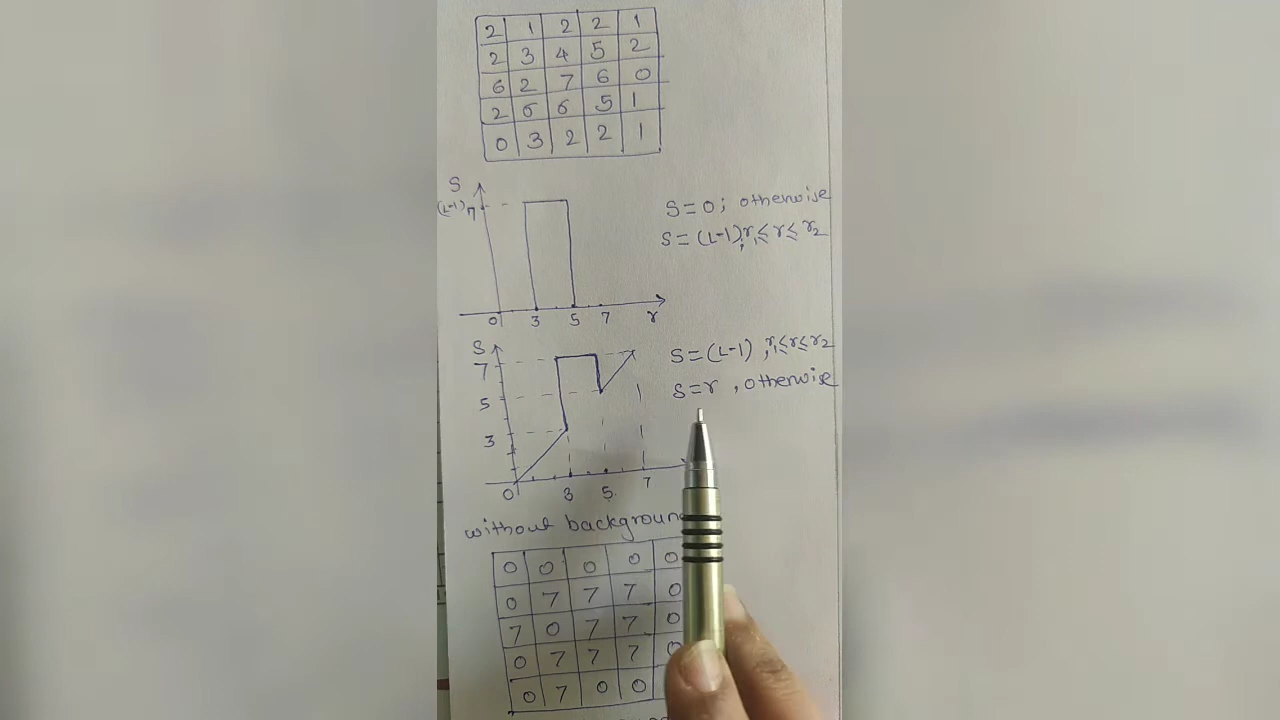 2 1 2 2 1
2 3 4 5 2
6 2 7 6 0
2 6 6 5 1
0 3 2 2 1
S
(L-1) 7
0 3 5 7 r
S=0; otherwise
S=(L-1), r₁≤r≤r₂
S
7
5
3
0 3 5. 7
S=(L-1), r₁≤r≤r₂
S=r, otherwise
without background
0 0 0 0 0
0 7 7 7 0
7 0 7 7 0
0 7 7 7 0
0 7 0 0